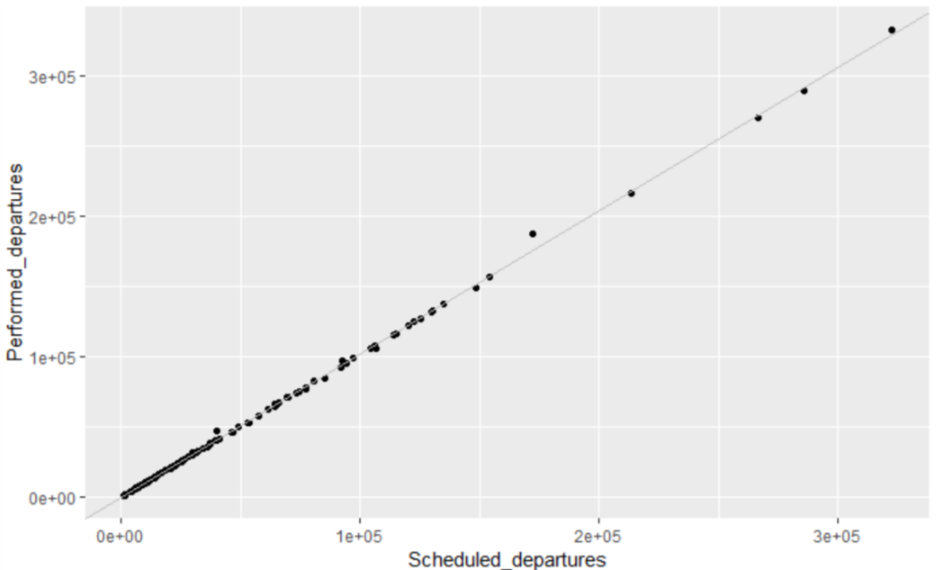 3e+05
2e+05
1e+05
0e+00
Performed_departures
0e+00 1e+05 2e+05 3e+05
Scheduled_departures